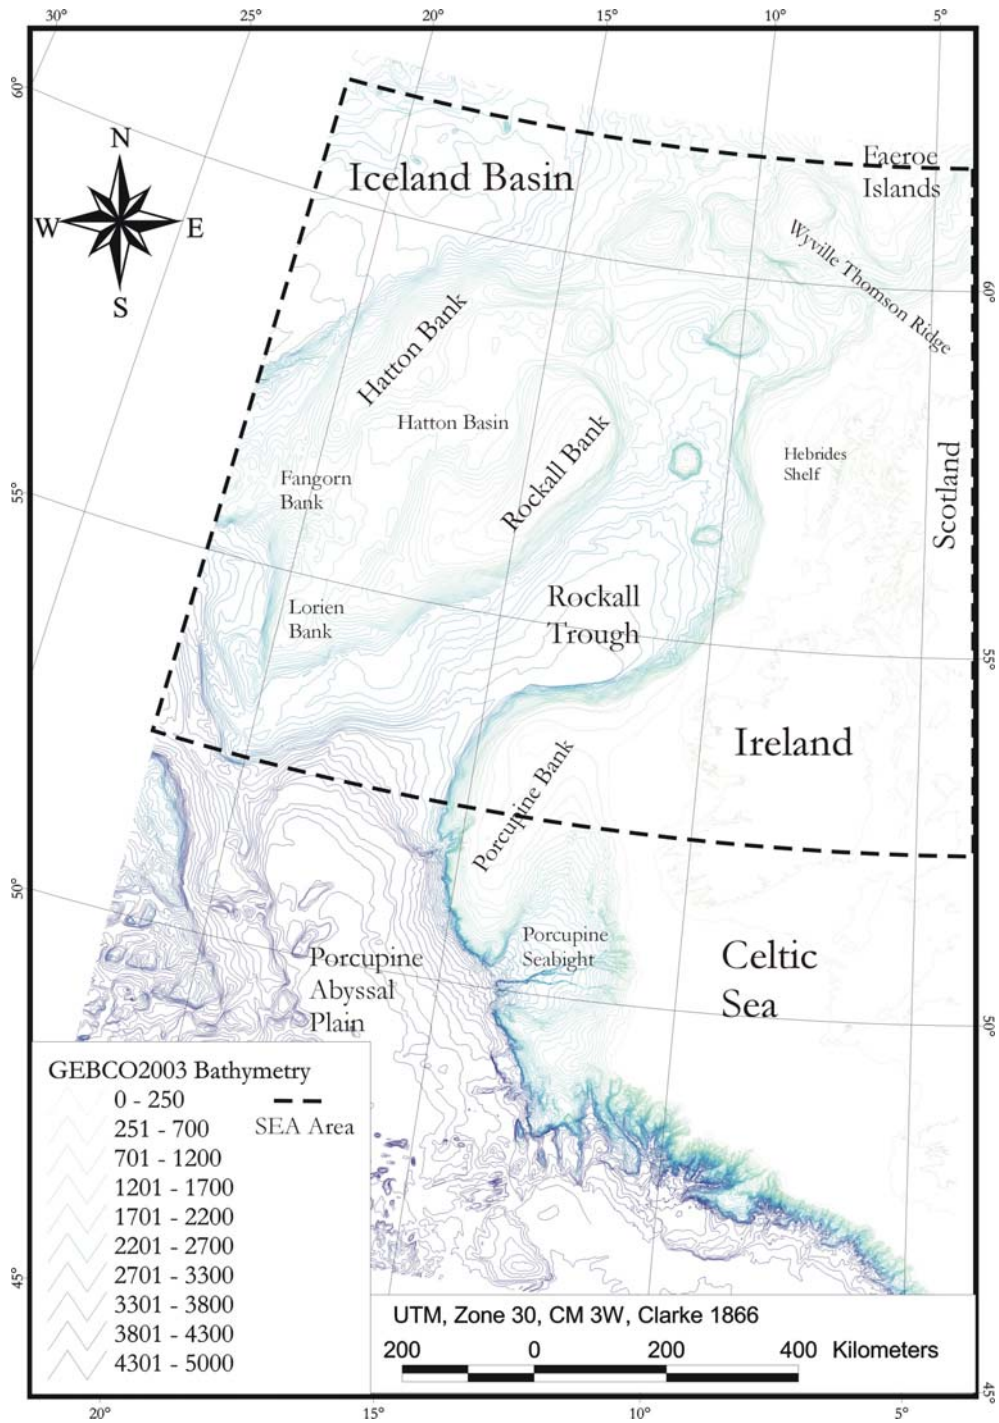 30°
25°
20°
15°
10°
5°
60°
N
W
E
S
Iceland Basin
Faeroe
Islands
Wyville Thomson Ridge
60°
Hatton Bank
Hatton Basin
Rockall Bank
Hebrides
Shelf
Scotland
55°
Fangorn
Bank
Lorien
Bank
Rockall
Trough
55°
Ireland
Porcupine Bank
50°
Porcupine
Seabight
Porcupine
Abyssal
Plain
Celtic
Sea
50°
GEBCO2003 Bathymetry
0 - 250
251 - 700
701 - 1200
1201 - 1700
1701 - 2200
2201 - 2700
2701 - 3300
3301 - 3800
3801 - 4300
4301 - 5000
SEA Area
45°
UTM, Zone 30, CM 3W, Clarke 1866
200 0 200 400 Kilometers
45°
20°
15°
10°
5°